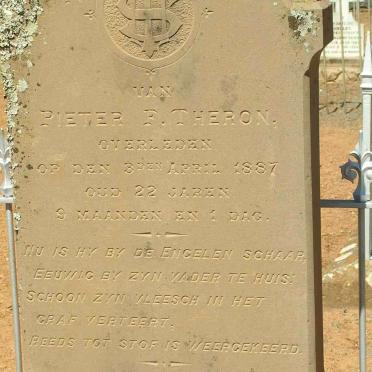 VAN
PIETER F. THERON.
OVERLEDEN
OP DEN 3DEN APRIL 1887
OUD 22 JAREN
9 MAANDEN EN 1 DAG.
NU IS HY BY DE ENGELEN SCHAAR
EEUWIG BY ZYN VADER TE HUIS:
SCHOON ZYN VLEESCH IN HET
GRAF VERTEERT.
REEDS TOT STOF IS WEERGEKEERD.